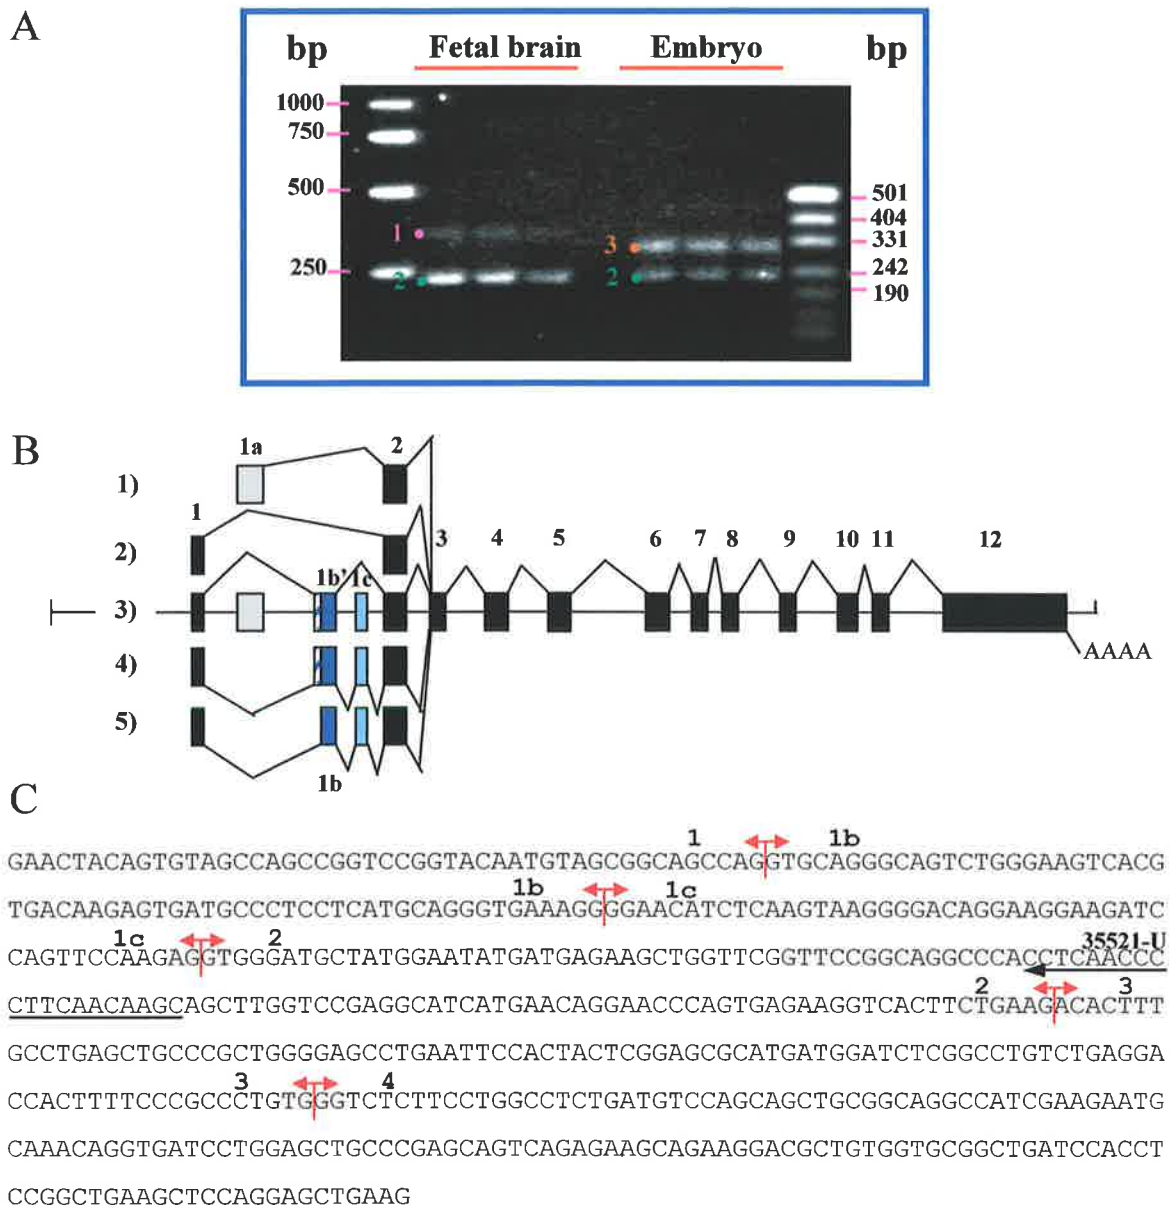 A
bp Fetal brain Embryo bp
1000
750
500
250
1
2
3
2
501
404
331
242
190
B
1a 2
1)
1
2)
3 4 5 6 7 8 9 10 11 12
1b' 1c
3)
AAAA
4)
5)
1b
C
1 1b
GAACTACAGTGTAGCCAGCCGGTCCGGTACAATGTAGCGGCAGCCAGGTGCAGGGCAGTCTGGGAAGTCACG
1b 1c
TGACAAGAGTGATGCCCTCCTCATGCAGGGTGAAAGGGGAACATCTCAAGTAAGGGGACAGGAAGGAAGATC
1c 2 35521-U
CAGTTCCAAGAGGTGGGATGCTATGGAATATGATGAGAAGCTGGTTCGGTTCCGGCAGGCCCACCTCAACCC
2 3
CTTCAACAAGCAGCTTGGTCCGAGGCATCATGAACAGGAACCCAGTGAGAAGGTCACTTCTGAAGACACTTT
GCCTGAGCTGCCCGCTGGGGAGCCTGAATTCCACTACTCGGAGCGCATGATGGATCTCGGCCTGTCTGAGGA
3 4
CCACTTTTCCCGCCCTGTGGGTCTCTTCCTGGCCTCTGATGTCCAGCAGCTGCGGCAGGCCATCGAAGAATG
CAAACAGGTGATCCTGGAGCTGCCCGAGCAGTCAGAGAAGCAGAAGGACGCTGTGGTGCGGCTGATCCACCT
CCGGCTGAAGCTCCAGGAGCTGAAG